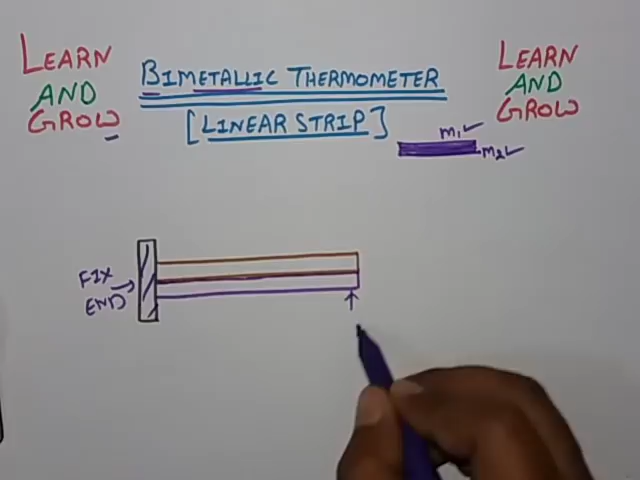 LEARN
AND
GROW
BIMETALLIC THERMOMETER
[LINEAR STRIP]
LEARN
AND
GROW
M1✓
M2✓
FIX
END